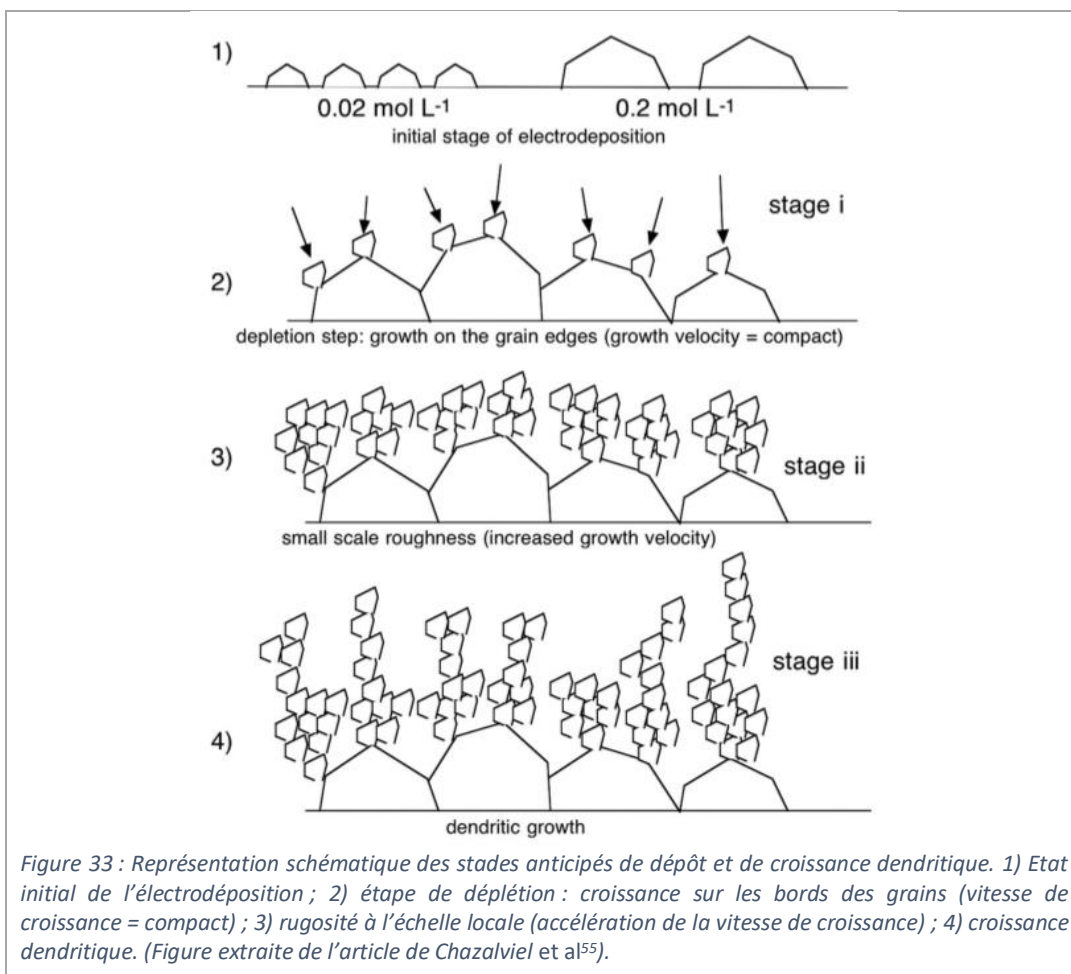 1)
0.02 mol L-1 0.2 mol L-1
initial stage of electrodeposition
stage i
2)
depletion step: growth on the grain edges (growth velocity = compact)
3)
stage ii
small scale roughness (increased growth velocity)
stage iii
4)
dendritic growth
Figure 33 : Représentation schématique des stades anticipés de dépôt et de croissance dendritique. 1) Etat
initial de l’électrodéposition ; 2) étape de déplétion : croissance sur les bords des grains (vitesse de
croissance = compact) ; 3) rugosité à l’échelle locale (accélération de la vitesse de croissance) ; 4) croissance
dendritique. (Figure extraite de l’article de Chazalviel et al55).